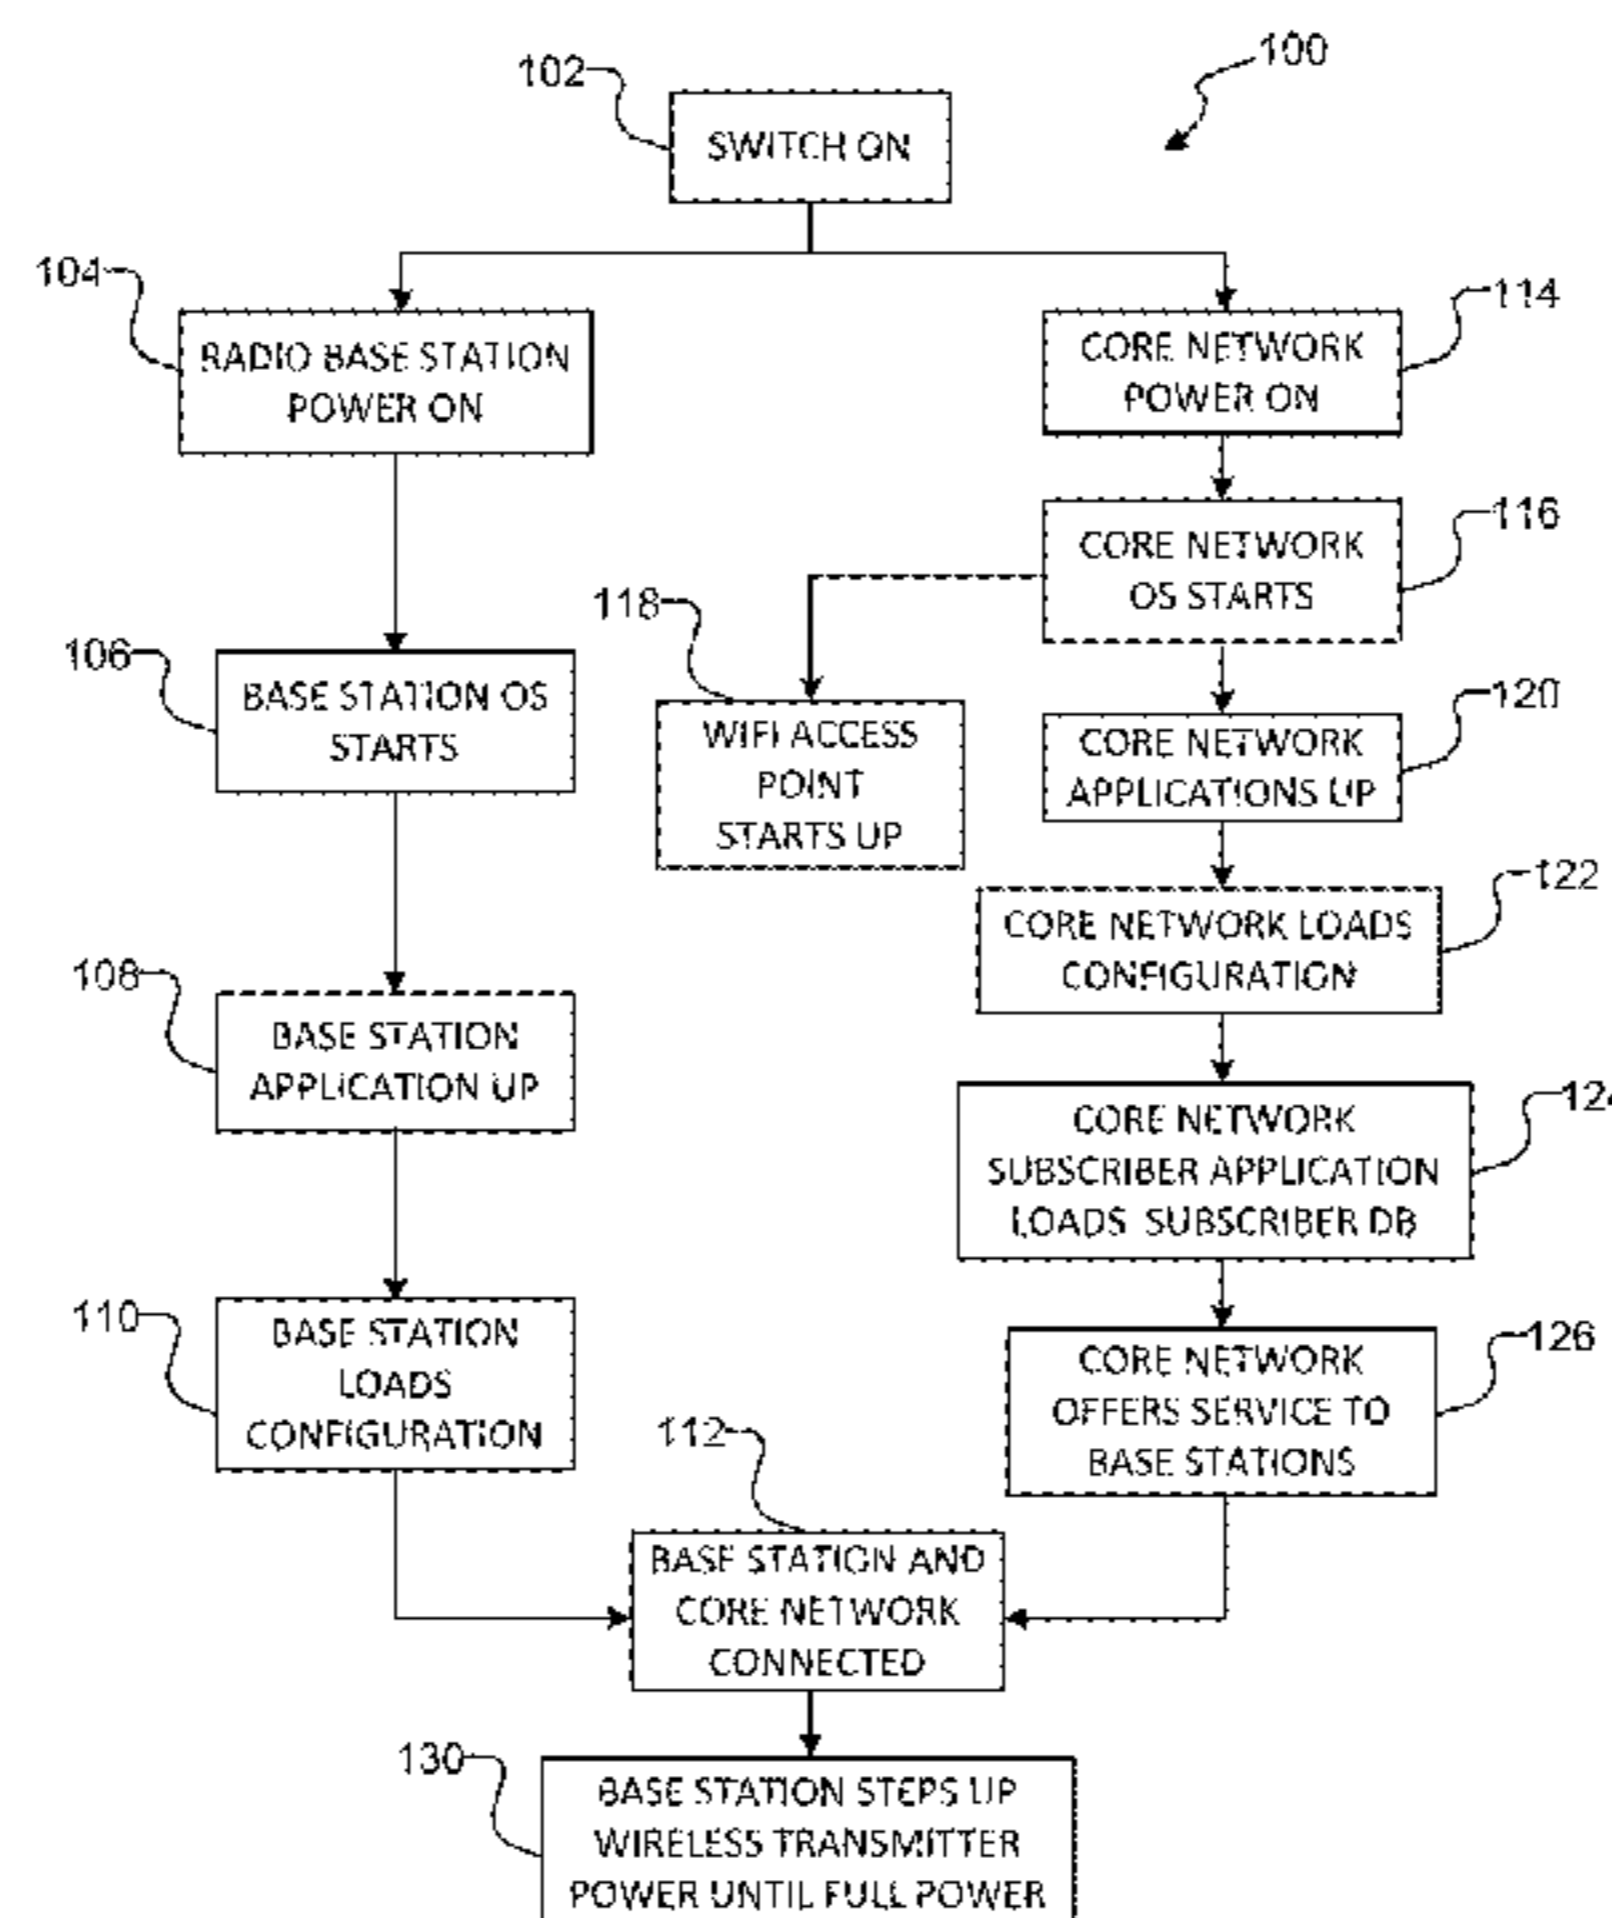 100
102
SWITCH ON
104
RADIO BASE STATION
POWER ON
114
CORE NETWORK
POWER ON
116
CORE NETWORK
OS STARTS
118
WIFI ACCESS
POINT
STARTS UP
106
BASE STATION OS
STARTS
120
CORE NETWORK
APPLICATIONS UP
122
CORE NETWORK LOADS
CONFIGURATION
108
BASE STATION
APPLICATION UP
124
CORE NETWORK
SUBSCRIBER APPLICATION
LOADS SUBSCRIBER DB
110
BASE STATION
LOADS
CONFIGURATION
126
CORE NETWORK
OFFERS SERVICE TO
BASE STATIONS
112
BASE STATION AND
CORE NETWORK
CONNECTED
130
BASE STATION STEPS UP
WIRELESS TRANSMITTER
POWER UNTIL FULL POWER